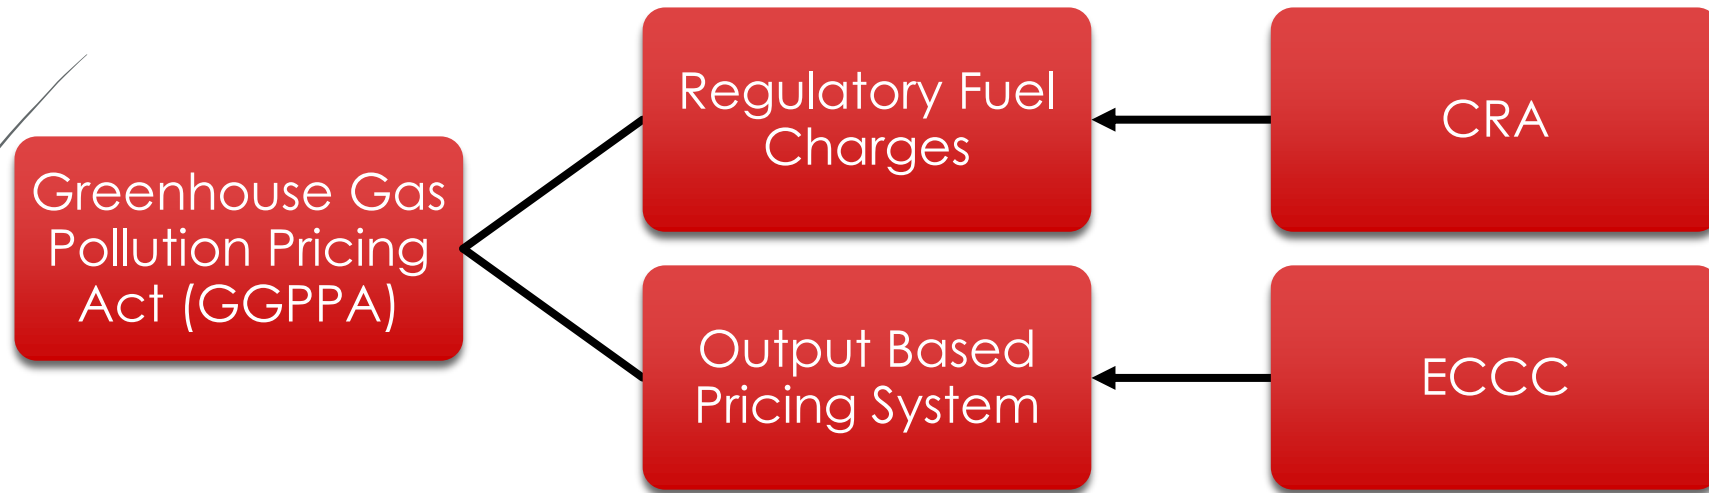 Greenhouse Gas
Pollution Pricing
Act (GGPPA)
Regulatory Fuel
Charges
CRA
Output Based
Pricing System
ECCC